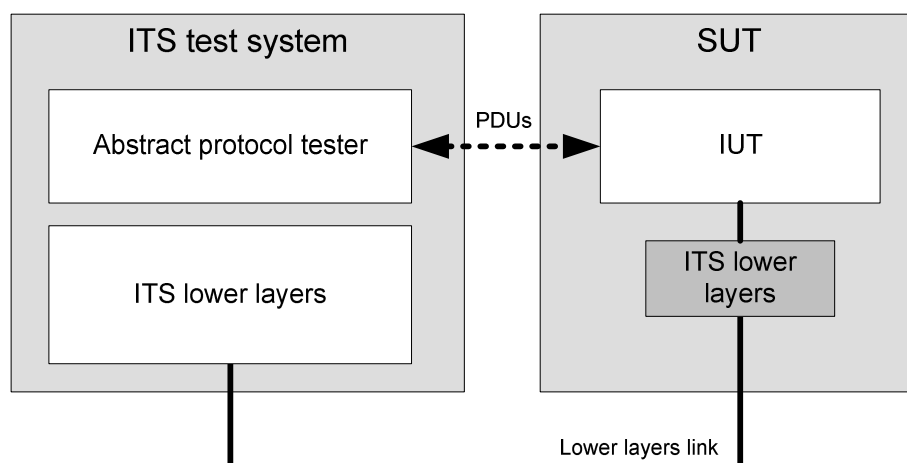 ITS test system
SUT
Abstract protocol tester
PDUs
IUT
ITS lower layers
ITS lower
layers
Lower layers link